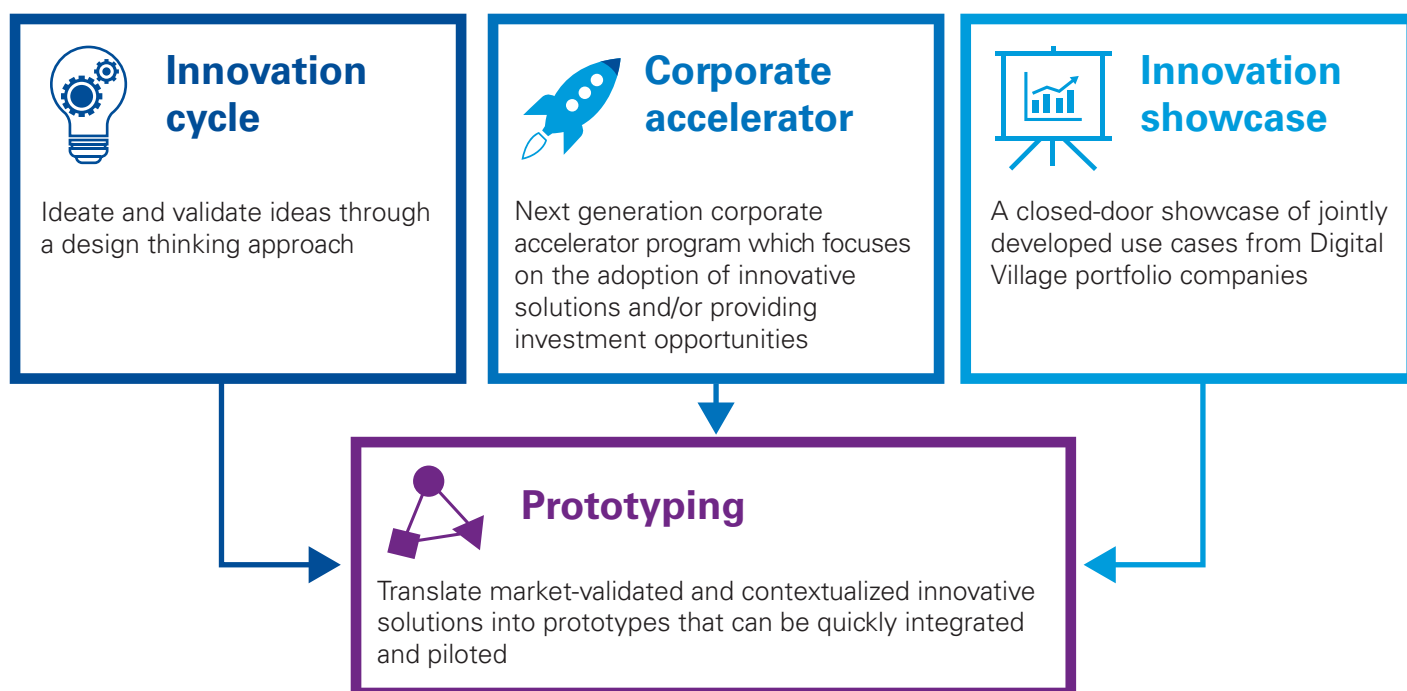 Innovation
cycle
Ideate and validate ideas through
a design thinking approach
Corporate
accelerator
Next generation corporate
accelerator program which focuses
on the adoption of innovative
solutions and/or providing
investment opportunities
Innovation
showcase
A closed-door showcase of jointly
developed use cases from Digital
Village portfolio companies
Prototyping
Translate market-validated and contextualized innovative
solutions into prototypes that can be quickly integrated
and piloted